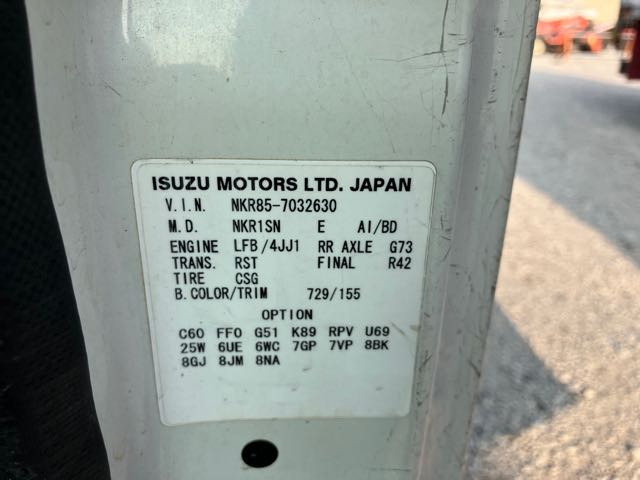 ISUZU MOTORS LTD. JAPAN
V.I.N. NKR85-7032630
M.D. NKR1SN E AI/BD
ENGINE LFB/4JJ1 RR AXLE G73
TRANS. RST FINAL R42
TIRE CSG
B.COLOR/TRIM 729/155
OPTION
C60 FF0 G51 K89 RPV U69
25W 6UE 6WC 7GP 7VP 8BK
8GJ 8JM 8NA